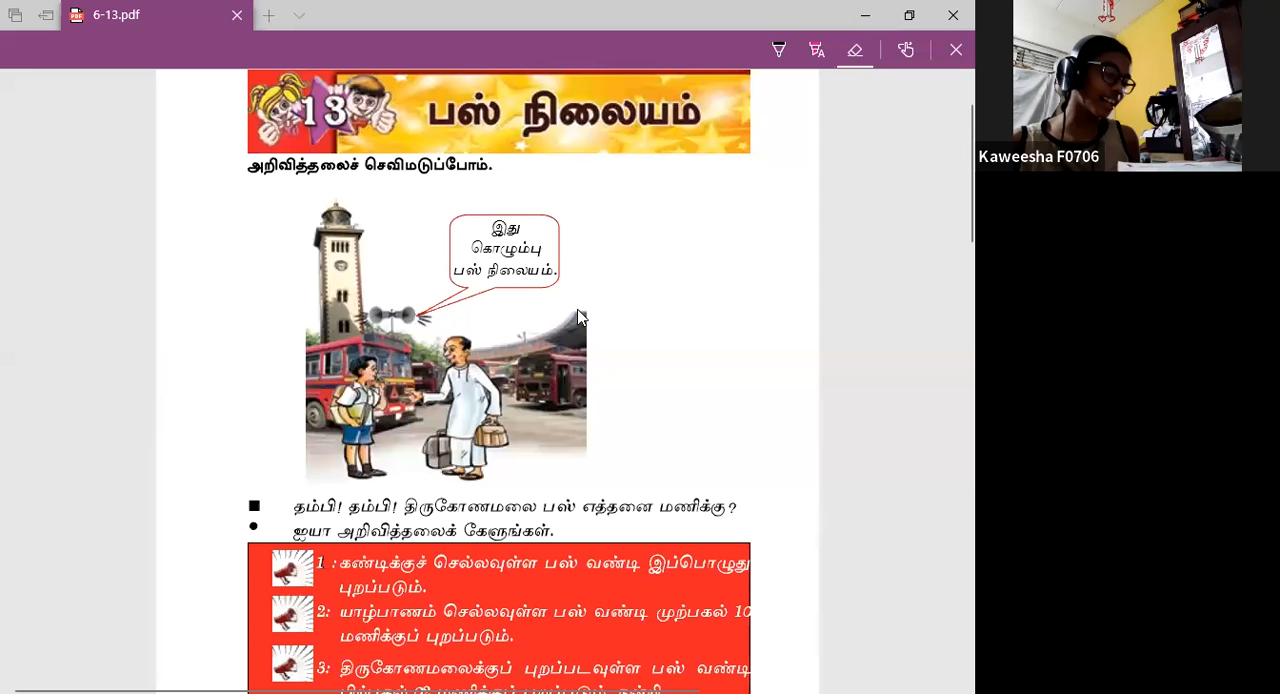 6-13.pdf
13 பஸ் நிலையம்
அறிவித்தலைச் செவிமடுப்போம்.
இது
கொழும்பு
பஸ் நிலையம்.
Kaweesha F0706
■ தம்பி! தம்பி! திருகோணமலை பஸ் எத்தனை மணிக்கு?
● ஐயா அறிவித்தலைக் கேளுங்கள்.
1 : கண்டிக்குச் செல்லவுள்ள பஸ் வண்டி இப்பொழுது
புறப்படும்.
2: யாழ்பாணம் செல்லவுள்ள பஸ் வண்டி முற்பகல் 10
மணிக்குப் புறப்படும்.
3: திருகோணமலைக்குப் புறப்படவுள்ள பஸ் வண்டி